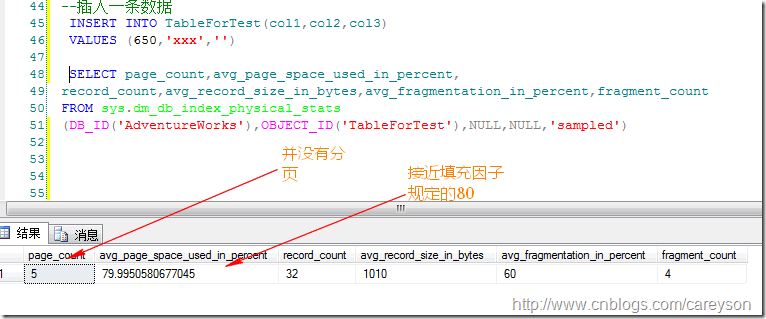 44 --插入一条数据
45 INSERT INTO TableForTest(col1,col2,col3)
46 VALUES (650,'xxx','')
47
48 SELECT page_count,avg_page_space_used_in_percent,
49 record_count,avg_record_size_in_bytes,avg_fragmentation_in_percent,fragment_count
50 FROM sys.dm_db_index_physical_stats
51 (DB_ID('AdventureWorks'),OBJECT_ID('TableForTest'),NULL,NULL,'sampled')
52
53
54
55
并没有分
页
接近填充因子
规定的80
结果 消息
page_count avg_page_space_used_in_percent record_count avg_record_size_in_bytes avg_fragmentation_in_percent fragment_count
1 5 79.9950580677045 32 1010 60 4
http://www.cnblogs.com/careyson